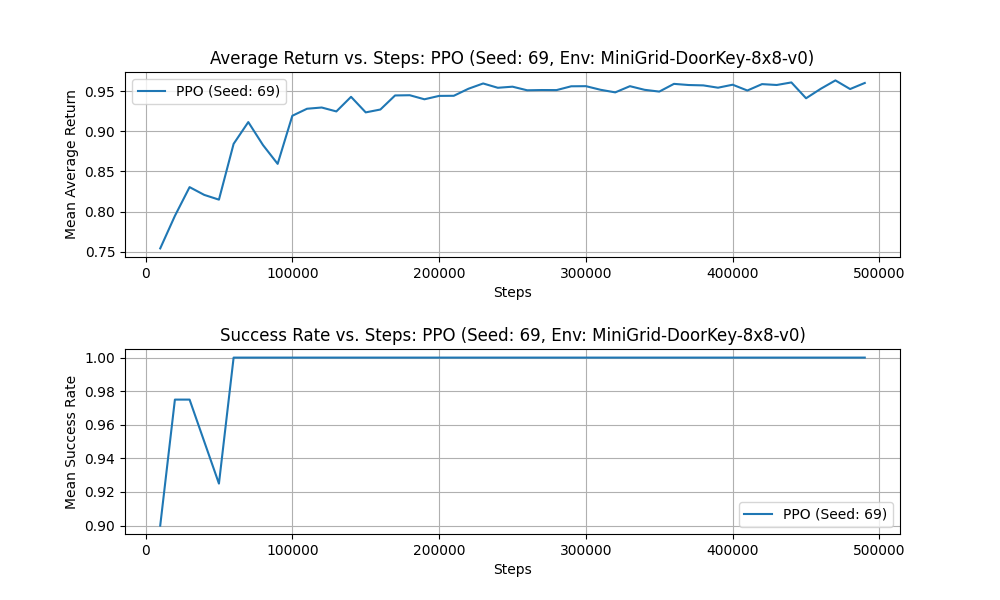 Average Return vs. Steps: PPO (Seed: 69, Env: MiniGrid-DoorKey-8x8-v0)
PPO (Seed: 69)
Mean Average Return
0.95
0.90
0.85
0.80
0.75
0 100000 200000 300000 400000 500000
Steps
Success Rate vs. Steps: PPO (Seed: 69, Env: MiniGrid-DoorKey-8x8-v0)
Mean Success Rate
1.00
0.98
0.96
0.94
0.92
0.90
PPO (Seed: 69)
0 100000 200000 300000 400000 500000
Steps